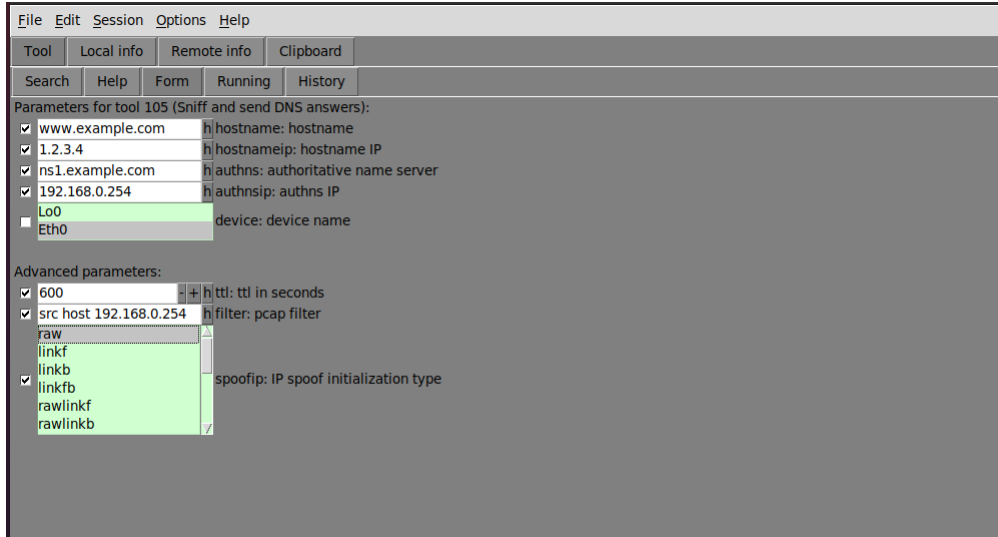 File Edit Session Options Help
Tool Local info Remote info Clipboard
Search Help Form Running History
Parameters for tool 105 (Sniff and send DNS answers):
www.example.com h hostname: hostname
1.2.3.4 h hostnameip: hostname IP
ns1.example.com h authns: authoritative name server
192.168.0.254 h authnsip: authns IP
Lo0
Eth0
device: device name
Advanced parameters:
600 - + h ttl: ttl in seconds
src host 192.168.0.254 h filter: pcap filter
raw
linkf
linkb
linkfb
rawlinkf
rawlinkb
spoofip: IP spoof initialization type